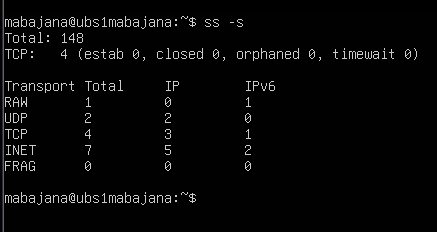 mabajana@ubs1mabajana:~$ ss -s
Total: 148
TCP:   4 (estab 0, closed 0, orphaned 0, timewait 0)

Transport Total     IP        IPv6
RAW       1         0         1
UDP       2         2         0
TCP       4         3         1
INET      7         5         2
FRAG      0         0         0

mabajana@ubs1mabajana:~$